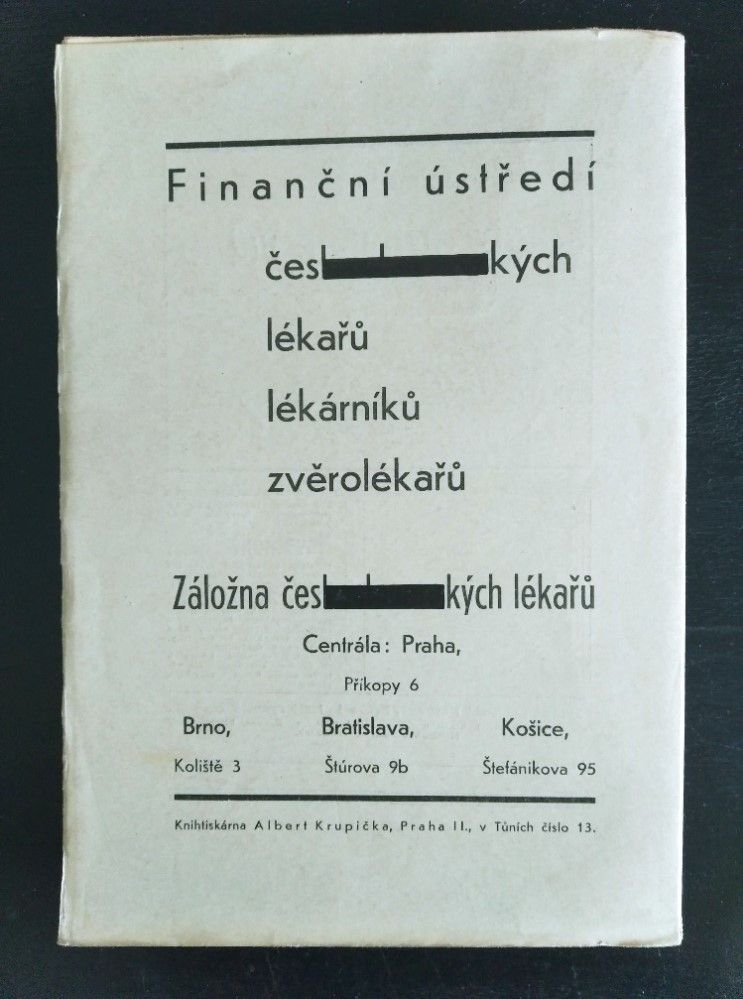 Finanční ústředí
čes kých
lékařů
lékárníků
zvěrolékařů
Záložna čes kých lékařů
Centrála: Praha,
Příkopy 6
Brno, Bratislava, Košice,
Koliště 3 Štúrova 9b Štefánikova 95
Knihtiskárna Albert Krupička, Praha II., v Tůních číslo 13.